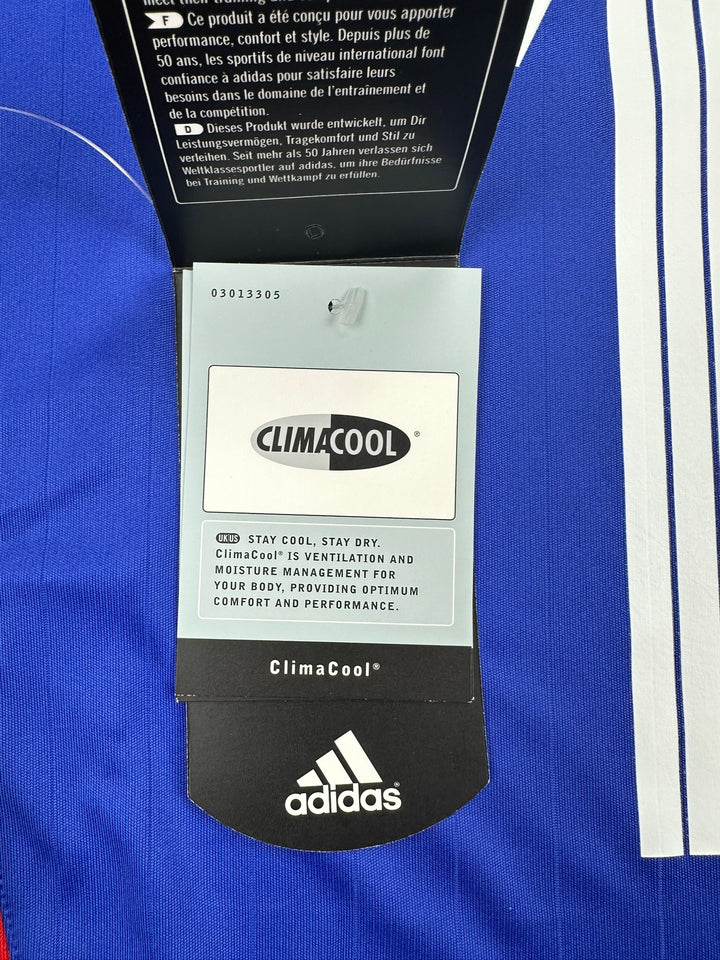 meet their training and
F Ce produit a été conçu pour vous apporter
performance, confort et style. Depuis plus de
50 ans, les sportifs de niveau international font
confiance à adidas pour satisfaire leurs
besoins dans le domaine de l'entraînement et
de la compétition.
D Dieses Produkt wurde entwickelt, um Dir
Leistungsvermögen, Tragekomfort und Stil zu
verleihen. Seit mehr als 50 Jahren verlassen sich
Weltklassesportler auf adidas, um ihre Bedürfnisse
bei Training und Wettkampf zu erfüllen.
03013305
CLIMACOOL®
UK/US STAY COOL, STAY DRY.
ClimaCool® IS VENTILATION AND
MOISTURE MANAGEMENT FOR
YOUR BODY, PROVIDING OPTIMUM
COMFORT AND PERFORMANCE.
ClimaCool®
adidas®